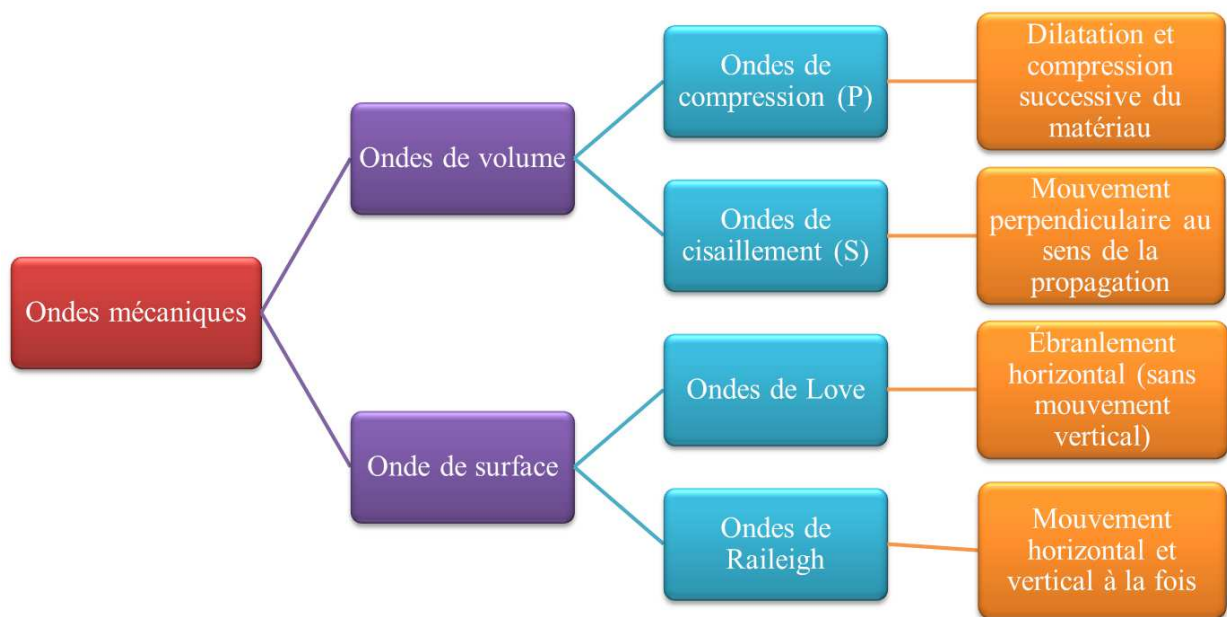 Ondes mécaniques
Ondes de volume
Ondes de
compression (P)
Dilatation et
compression
successive du
matériau
Ondes de
cisaillement (S)
Mouvement
perpendiculaire au
sens de la
propagation
Onde de surface
Ondes de Love
Ébranlement
horizontal (sans
mouvement
vertical)
Ondes de
Raileigh
Mouvement
horizontal et
vertical à la fois